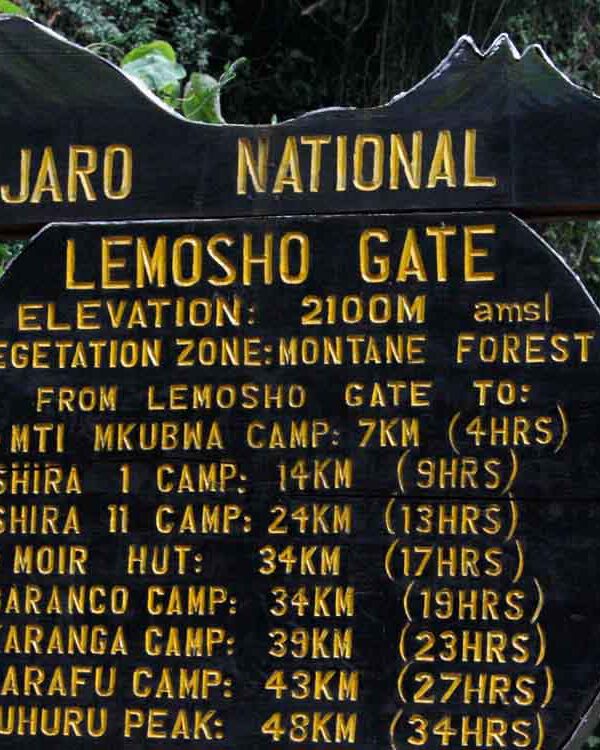 JARO NATIONAL
LEMOSHO GATE
ELEVATION: 2100M amsl
EGETATION ZONE:MONTANE FOREST
FROM LEMOSHO GATE TO:
MTI MKUBWA CAMP: 7KM (4HRS)
SHIRA 1 CAMP: 14KM (9HRS)
SHIRA 11 CAMP: 24KM (13HRS)
MOIR HUT: 34KM (17HRS)
ARANCO CAMP: 34KM (19HRS)
ARANGA CAMP: 39KM (23HRS)
ARAFU CAMP: 43KM (27HRS)
UHURU PEAK: 48KM (34HRS)